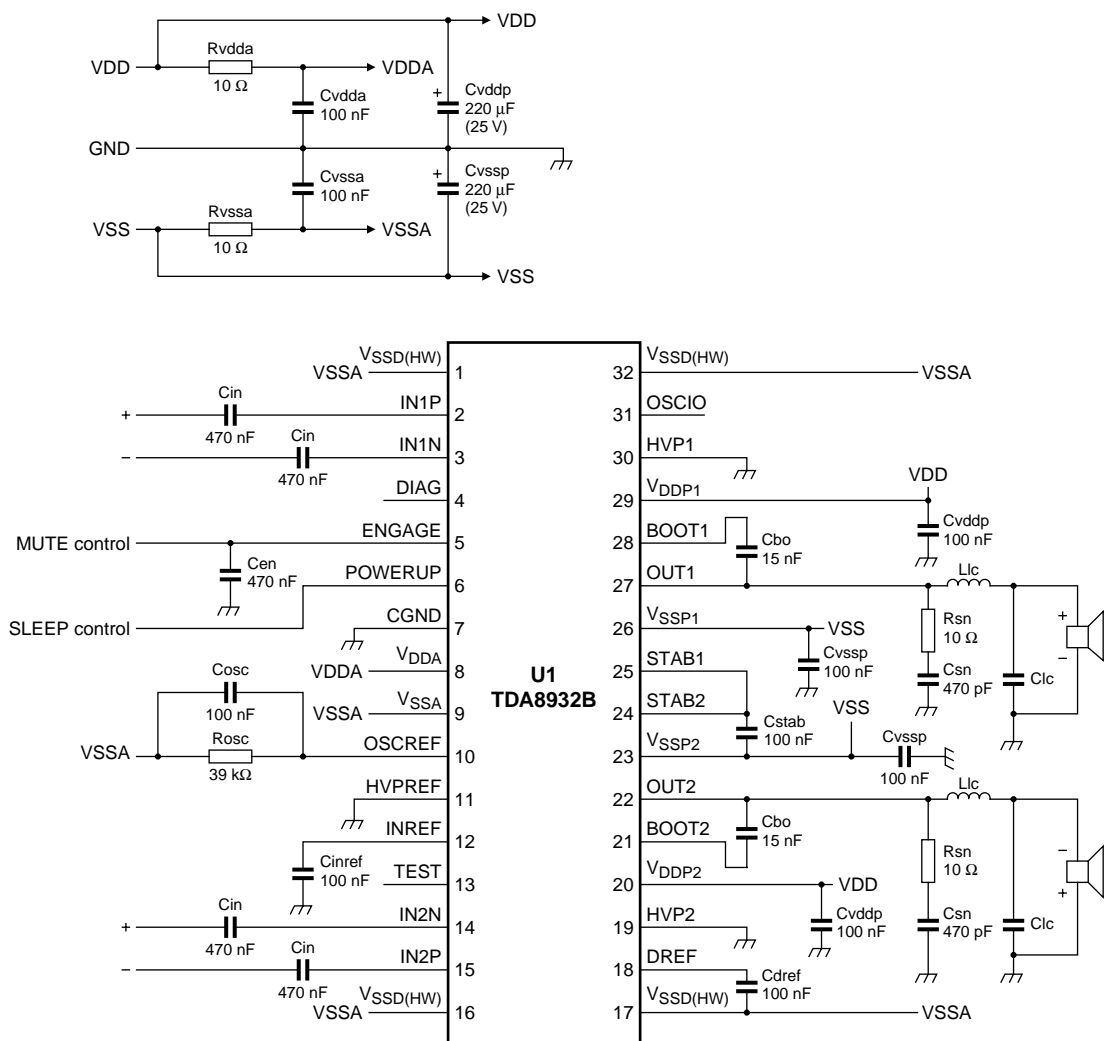 VDD
Rvdda
VDD
VDDA
10 Ω
Cvdda
100 nF
+
Cvddp
220 μF
(25 V)
GND
Cvssa
100 nF
+
Cvssp
220 μF
(25 V)
Rvssa
VSS
VSSA
10 Ω
VSS
VSSD(HW)
VSSA
1
Cin
+
IN1P
2
470 nF
Cin
−
IN1N
3
470 nF
DIAG
4
MUTE control
ENGAGE
5
Cen
470 nF
POWERUP
6
SLEEP control
CGND
7
VDDA
VDDA
8
Cosc
100 nF
VSSA
VSSA
9
VSSA
Rosc
39 kΩ
OSCREF
10
HVPREF
11
INREF
12
Cinref
100 nF
TEST
13
Cin
+
IN2N
14
470 nF
Cin
−
IN2P
15
470 nF
VSSD(HW)
VSSA
16
U1
TDA8932B
VSSD(HW)
32
VSSA
OSCIO
31
HVP1
30
VDD
VDDP1
29
Cvddp
100 nF
BOOT1
28
Cbo
15 nF
OUT1
27
Llc
Rsn
10 Ω
+
−
VSSP1
26
VSS
Cvssp
100 nF
STAB1
25
Csn
470 pF
Clc
STAB2
24
Cstab
100 nF
VSS
VSSP2
23
Cvssp
100 nF
OUT2
22
Llc
Cbo
15 nF
BOOT2
21
Rsn
10 Ω
−
+
VDDP2
20
VDD
Cvddp
100 nF
HVP2
19
Csn
470 pF
Clc
DREF
18
Cdref
100 nF
VSSD(HW)
17
VSSA